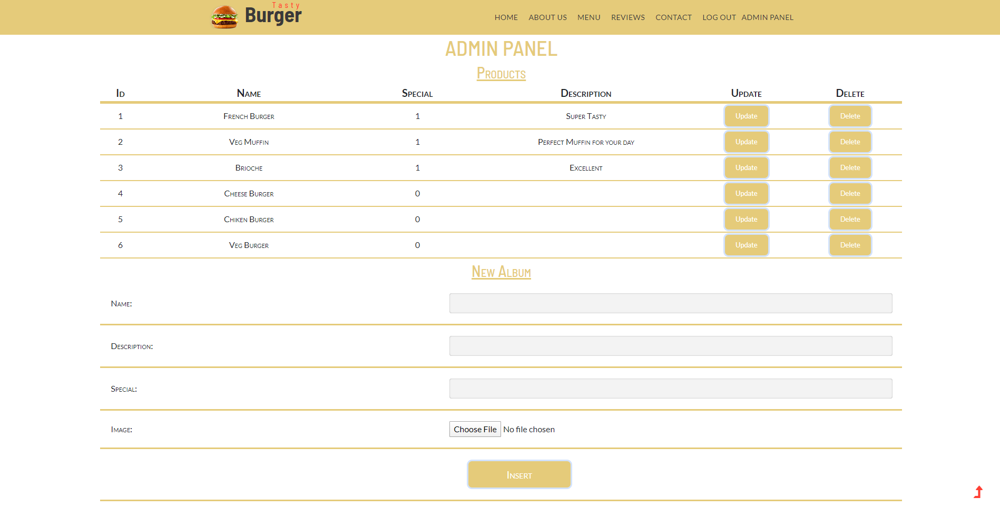 Tasty
Burger
HOME ABOUT US MENU REVIEWS CONTACT LOG OUT ADMIN PANEL
ADMIN PANEL
Products
Id Name Special Description Update Delete
1 French Burger 1 Super Tasty Update Delete
2 Veg Muffin 1 Perfect Muffin for your day Update Delete
3 Brioche 1 Excellent Update Delete
4 Cheese Burger 0 Update Delete
5 Chiken Burger 0 Update Delete
6 Veg Burger 0 Update Delete
New Album
Name:
Description:
Special:
Image: Choose File No file chosen
Insert